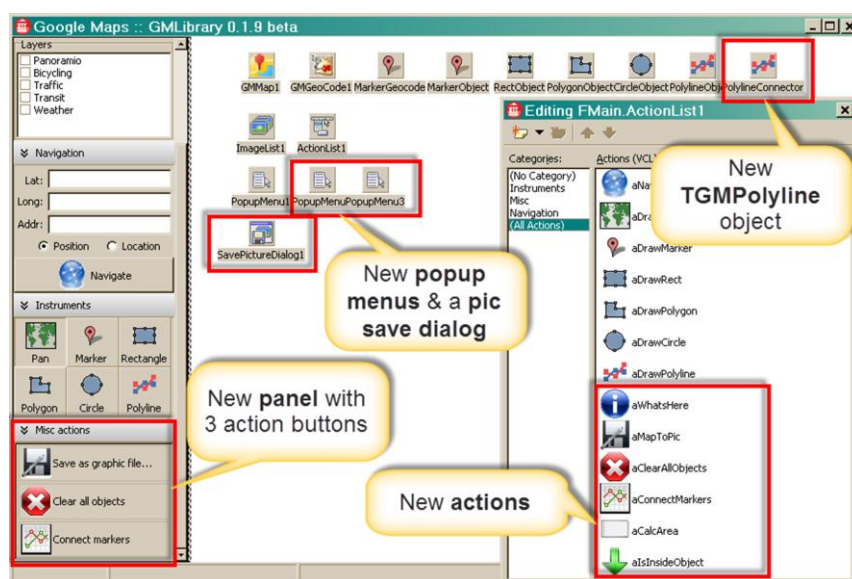 Google Maps :: GMLibrary 0.1.9 beta
Layers
Panoramio
Bicycling
Traffic
Transit
Weather
Navigation
Lat:
Long:
Addr:
Position Location
Navigate
Instruments
Pan Marker Rectangle
Polygon Circle Polyline
Misc actions
Save as graphic file...
Clear all objects
Connect markers
GMMap1 GMGeoCode1 MarkerGeocode MarkerObject RectObject PolygonObject CircleObject PolylineObj PolylineConnector
ImageList1 ActionList1
PopupMenu1 PopupMenu PopupMenu3
SavePictureDialog1
New popup
menus & a pic
save dialog
New panel with
3 action buttons
New actions
Editing FMain.ActionList1
Categories:
(No Category)
Instruments
Misc
Navigation
(All Actions)
Actions (VCL)
aNa
aDra
aDrawMarker
aDrawRect
aDrawPolygon
aDrawCircle
aDrawPolyline
aWhatsHere
aMapToPic
aClearAllObjects
aConnectMarkers
aCalcArea
aIsInsideObject
New
TGMPolyline
object